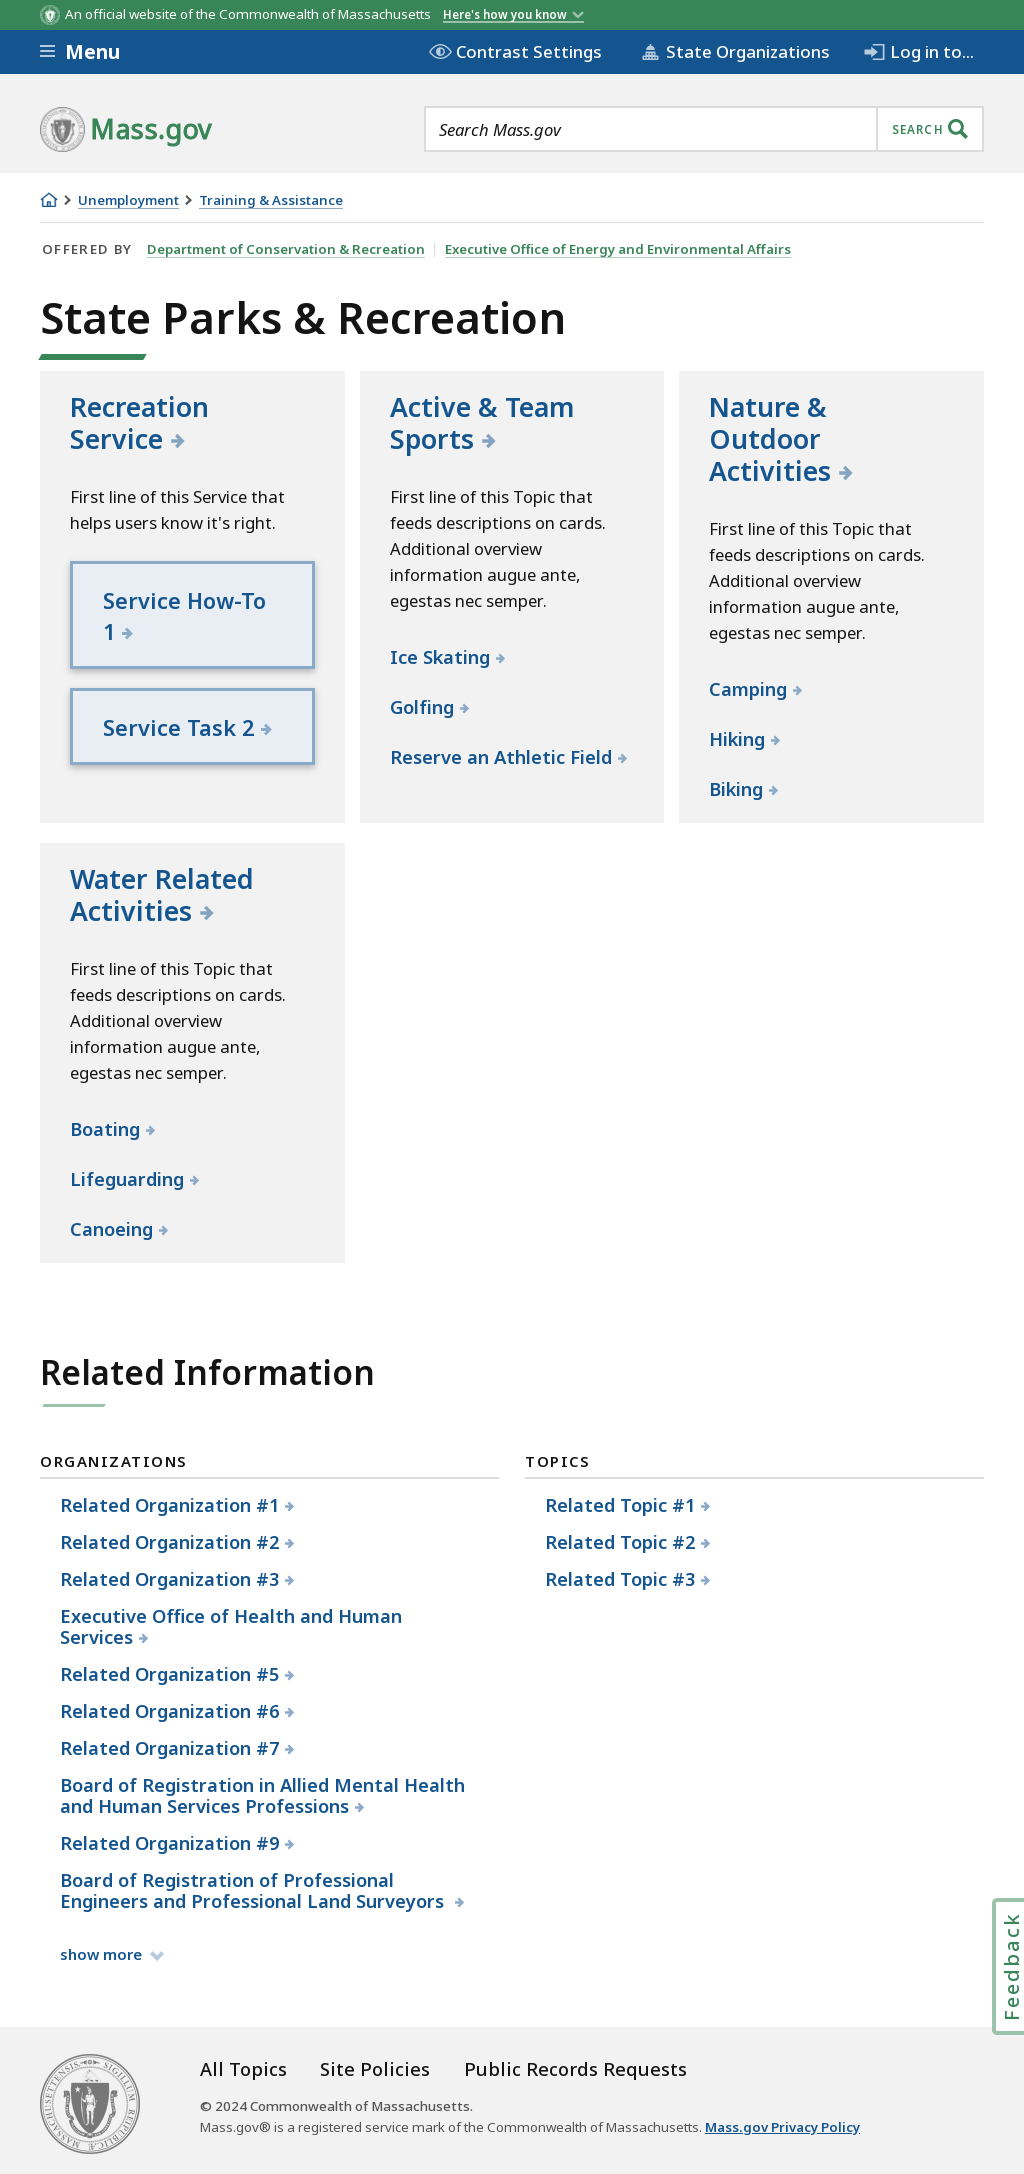 An official website of the Commonwealth of Massachusetts Here's how you know
Menu Contrast Settings State Organizations Log in to...
Mass.gov Search Mass.gov SEARCH
Unemployment Training & Assistance
OFFERED BY Department of Conservation & Recreation Executive Office of Energy and Environmental Affairs
State Parks & Recreation
Recreation
Service
First line of this Service that
helps users know it's right.
Service How-To
1
Service Task 2
Active & Team
Sports
First line of this Topic that
feeds descriptions on cards.
Additional overview
information augue ante,
egestas nec semper.
Ice Skating
Golfing
Reserve an Athletic Field
Nature &
Outdoor
Activities
First line of this Topic that
feeds descriptions on cards.
Additional overview
information augue ante,
egestas nec semper.
Camping
Hiking
Biking
Water Related
Activities
First line of this Topic that
feeds descriptions on cards.
Additional overview
information augue ante,
egestas nec semper.
Boating
Lifeguarding
Canoeing
Related Information
ORGANIZATIONS
Related Organization #1
Related Organization #2
Related Organization #3
Executive Office of Health and Human
Services
Related Organization #5
Related Organization #6
Related Organization #7
Board of Registration in Allied Mental Health
and Human Services Professions
Related Organization #9
Board of Registration of Professional
Engineers and Professional Land Surveyors
show more
TOPICS
Related Topic #1
Related Topic #2
Related Topic #3
Feedback
All Topics Site Policies Public Records Requests
© 2024 Commonwealth of Massachusetts.
Mass.gov® is a registered service mark of the Commonwealth of Massachusetts. Mass.gov Privacy Policy